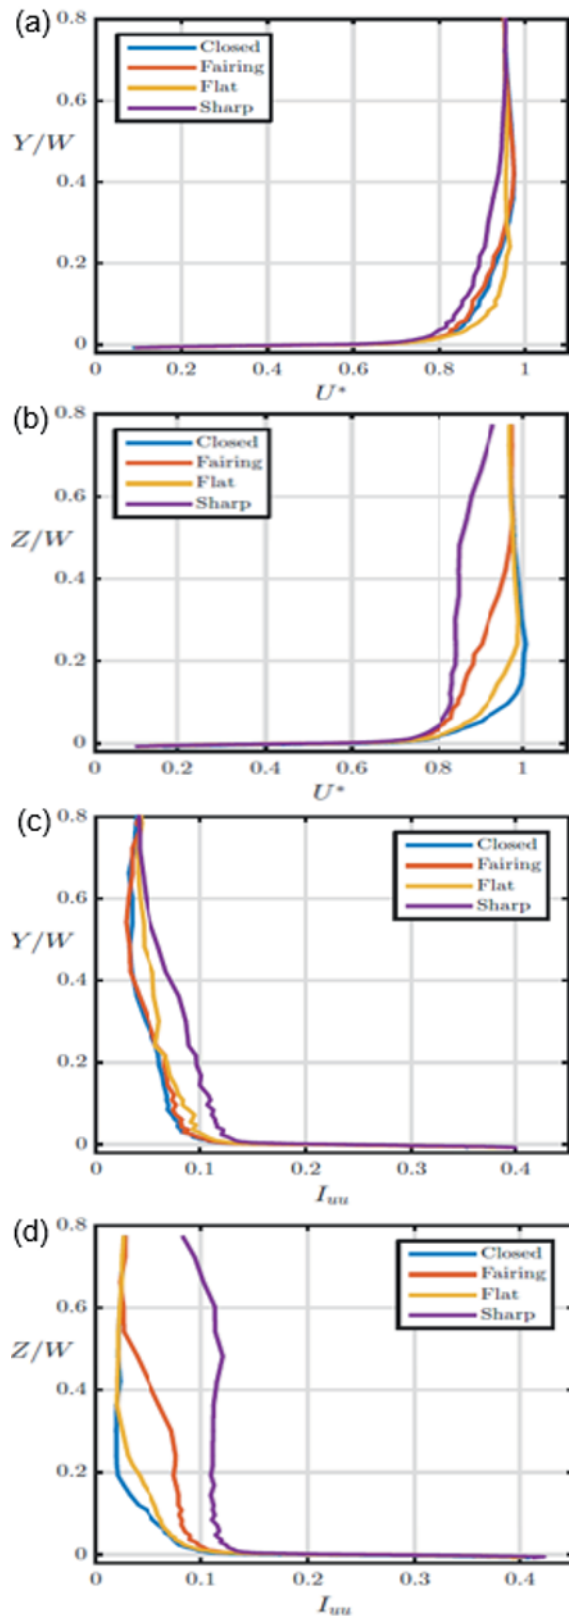 (a)
0.8
Closed
Fairing
Flat
Sharp
0.6
Y/W
0.4
0.2
0
0 0.2 0.4 0.6 0.8 1
U*
(b)
0.8
Closed
Fairing
Flat
Sharp
0.6
Z/W
0.4
0.2
0
0 0.2 0.4 0.6 0.8 1
U*
(c)
0.8
Closed
Fairing
Flat
Sharp
0.6
Y/W
0.4
0.2
0
0 0.1 0.2 0.3 0.4
Iuu
(d)
0.8
Closed
Fairing
Flat
Sharp
0.6
Z/W
0.4
0.2
0
0 0.1 0.2 0.3 0.4
Iuu